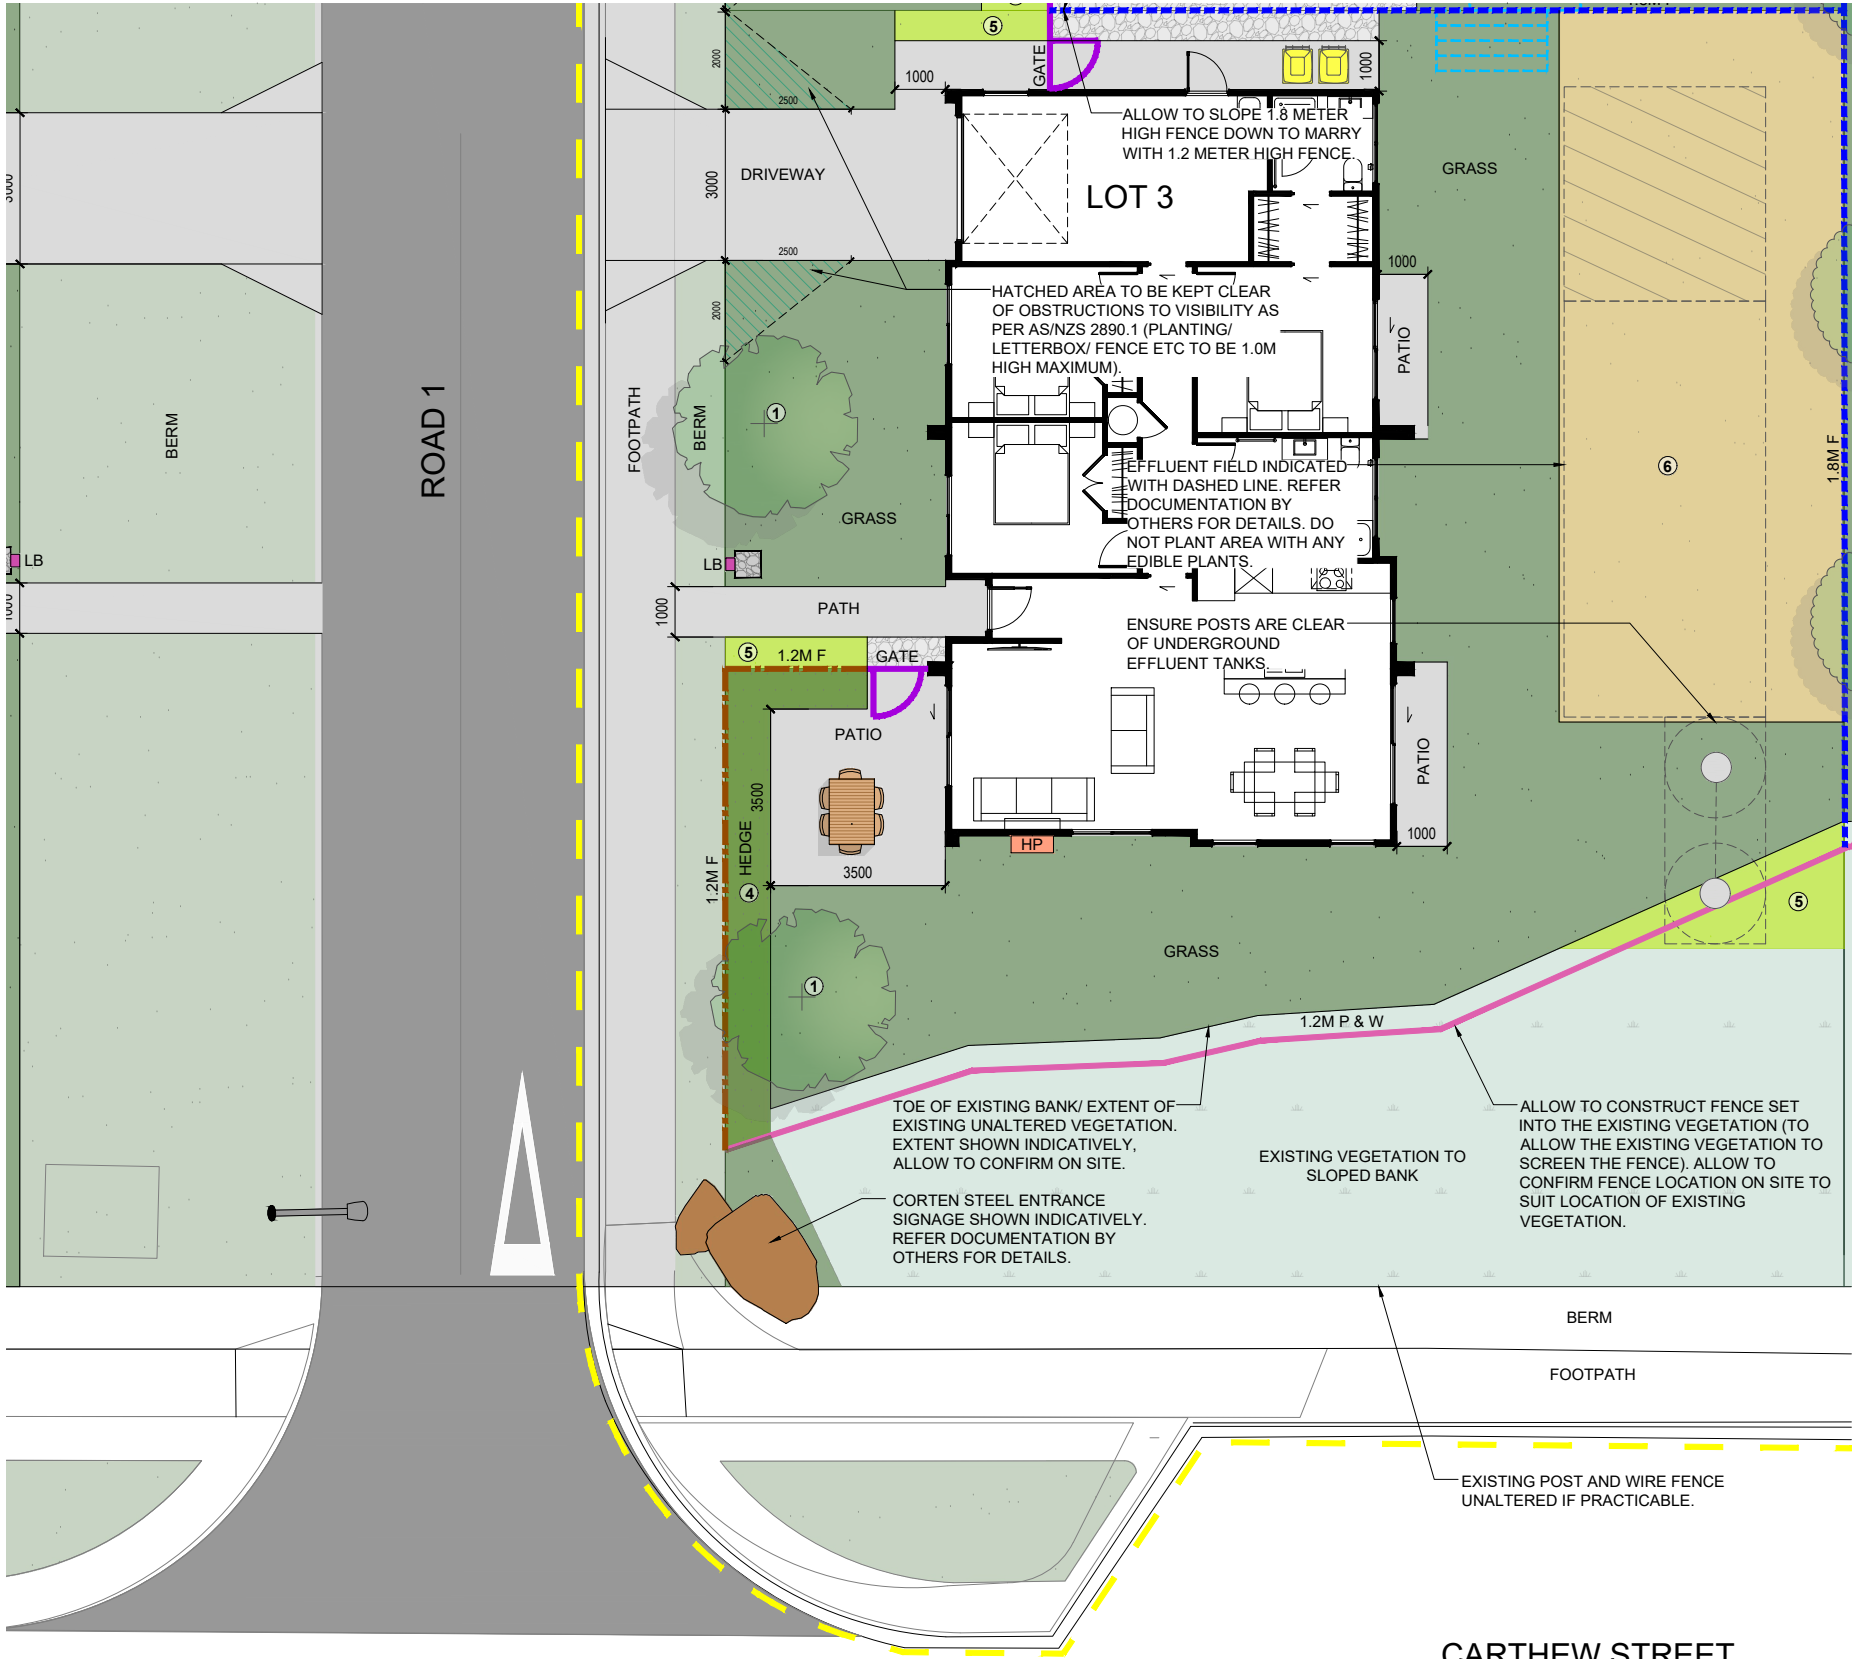 5
GATE
1000
1000
2000
2500
ALLOW TO SLOPE 1.8 METER
HIGH FENCE DOWN TO MARRY
WITH 1.2 METER HIGH FENCE.
GRASS
DRIVEWAY
3000
3000
LOT 3
2500
1000
2000
HATCHED AREA TO BE KEPT CLEAR
OF OBSTRUCTIONS TO VISIBILITY AS
PER AS/NZS 2890.1 (PLANTING/
LETTERBOX/ FENCE ETC TO BE 1.0M
HIGH MAXIMUM).
PATIO
BERM
ROAD 1
FOOTPATH
BERM
1
GRASS
EFFLUENT FIELD INDICATED
WITH DASHED LINE. REFER
DOCUMENTATION BY
OTHERS FOR DETAILS. DO
NOT PLANT AREA WITH ANY
EDIBLE PLANTS.
6
1.8M F
LB
LB
1000
1000
PATH
ENSURE POSTS ARE CLEAR
OF UNDERGROUND
EFFLUENT TANKS.
5
1.2M F
GATE
PATIO
3500
3500
HEDGE
4
1.2M F
HP
PATIO
1000
5
GRASS
1
1.2M P & W
TOE OF EXISTING BANK/ EXTENT OF
EXISTING UNALTERED VEGETATION.
EXTENT SHOWN INDICATIVELY,
ALLOW TO CONFIRM ON SITE.
EXISTING VEGETATION TO
SLOPED BANK
ALLOW TO CONSTRUCT FENCE SET
INTO THE EXISTING VEGETATION (TO
ALLOW THE EXISTING VEGETATION TO
SCREEN THE FENCE). ALLOW TO
CONFIRM FENCE LOCATION ON SITE TO
SUIT LOCATION OF EXISTING
VEGETATION.
CORTEN STEEL ENTRANCE
SIGNAGE SHOWN INDICATIVELY.
REFER DOCUMENTATION BY
OTHERS FOR DETAILS.
BERM
FOOTPATH
EXISTING POST AND WIRE FENCE
UNALTERED IF PRACTICABLE.
CARTHEW STREET